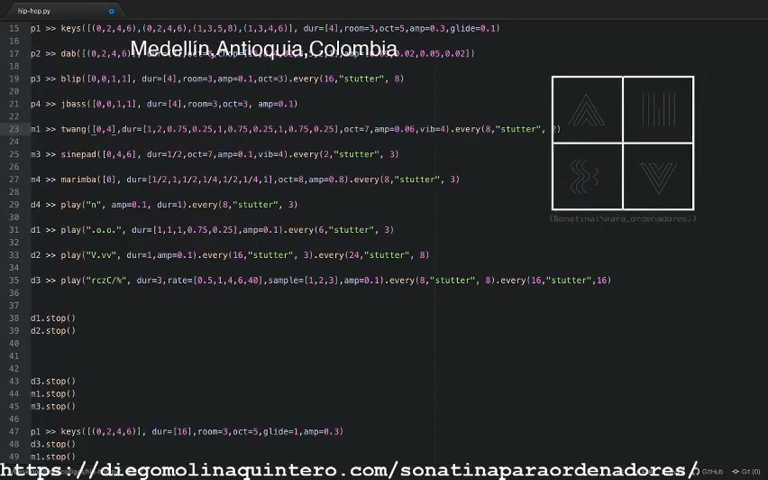 hip-hop.py
15 p1 >> keys([(0,2,4,6),(0,2,4,6),(1,3,5,8),(1,3,4,6)], dur=[4],room=3,oct=5,amp=0.3,glide=0.1)
16
Medellín,Antioquia,Colombia
17 p2 >> dab([(0,2,4,6) 0.02,0.05,0.02])
18
19 p3 >> blip([0,0,1,1], dur=[4],room=3,amp=0.1,oct=3).every(16,"stutter", 8)
20
21 p4 >> jbass([0,0,1,1], dur=[4],room=3,oct=3, amp=0.1)
22
23 m1 >> twang([0,4],dur=[1,2,0.75,0.25,1,0.75,0.25,1,0.75,0.25],oct=7,amp=0.06,vib=4).every(8,"stutter", 2)
24
25 m3 >> sinepad([0,4,6], dur=1/2,oct=7,amp=0.1,vib=4).every(2,"stutter", 3)
26
27 m4 >> marimba([0], dur=[1/2,1,1/2,1/4,1/2,1/4,1],oct=8,amp=0.8).every(8,"stutter", 3)
28
29 d4 >> play("n", amp=0.1, dur=1).every(8,"stutter", 3)
30
31 d1 >> play(".o.o.", dur=[1,1,1,0.75,0.25],amp=0.1).every(6,"stutter", 3)
32
33 d2 >> play("V.vv", dur=1,amp=0.1).every(16,"stutter", 3).every(24,"stutter", 8)
34
35 d3 >> play("rczC/%", dur=3,rate=[0.5,1,4,6,40],sample=[1,2,3],amp=0.1).every(8,"stutter", 8).every(16,"stutter",16)
36
37
38 d1.stop()
39 d2.stop()
40
41
42
43 d3.stop()
44 m1.stop()
45 m3.stop()
46
47 p1 >> keys([(0,2,4,6)], dur=[16],room=3,oct=5,glide=1,amp=0.3)
48 d3.stop()
49 m1.stop()
(Sonatina(\para_ordenadores))
https://diegomolinaquintero.com/sonatinaparaordenadores/
GitHub
Git (0)